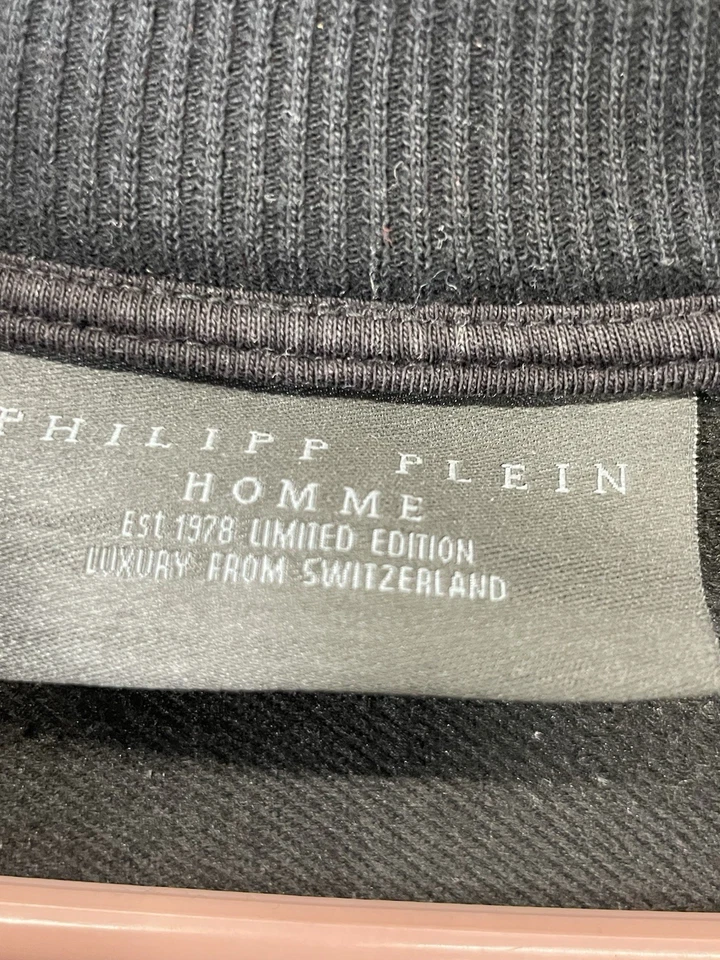 PHILIPP PLEIN
HOMME
Est 1978 LIMITED EDITION
LUXURY FROM SWITZERLAND